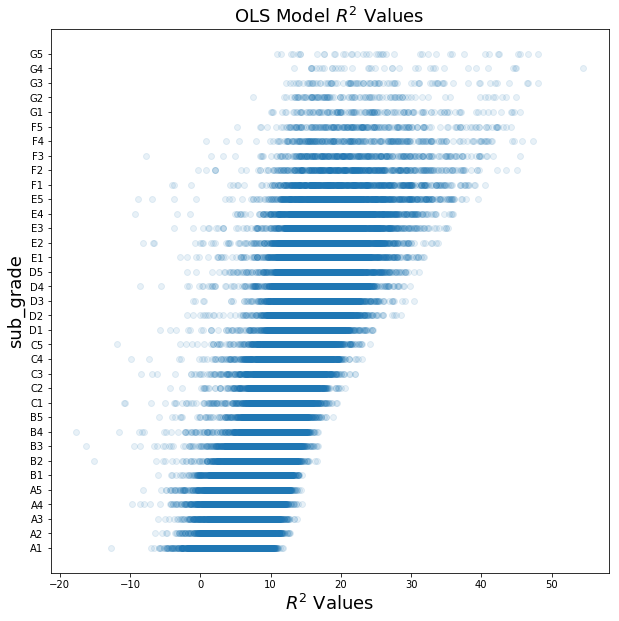 OLS Model R² Values
sub_grade
G5
G4
G3
G2
G1
F5
F4
F3
F2
F1
E5
E4
E3
E2
E1
D5
D4
D3
D2
D1
C5
C4
C3
C2
C1
B5
B4
B3
B2
B1
A5
A4
A3
A2
A1
−20 −10 0 10 20 30 40 50
R² Values